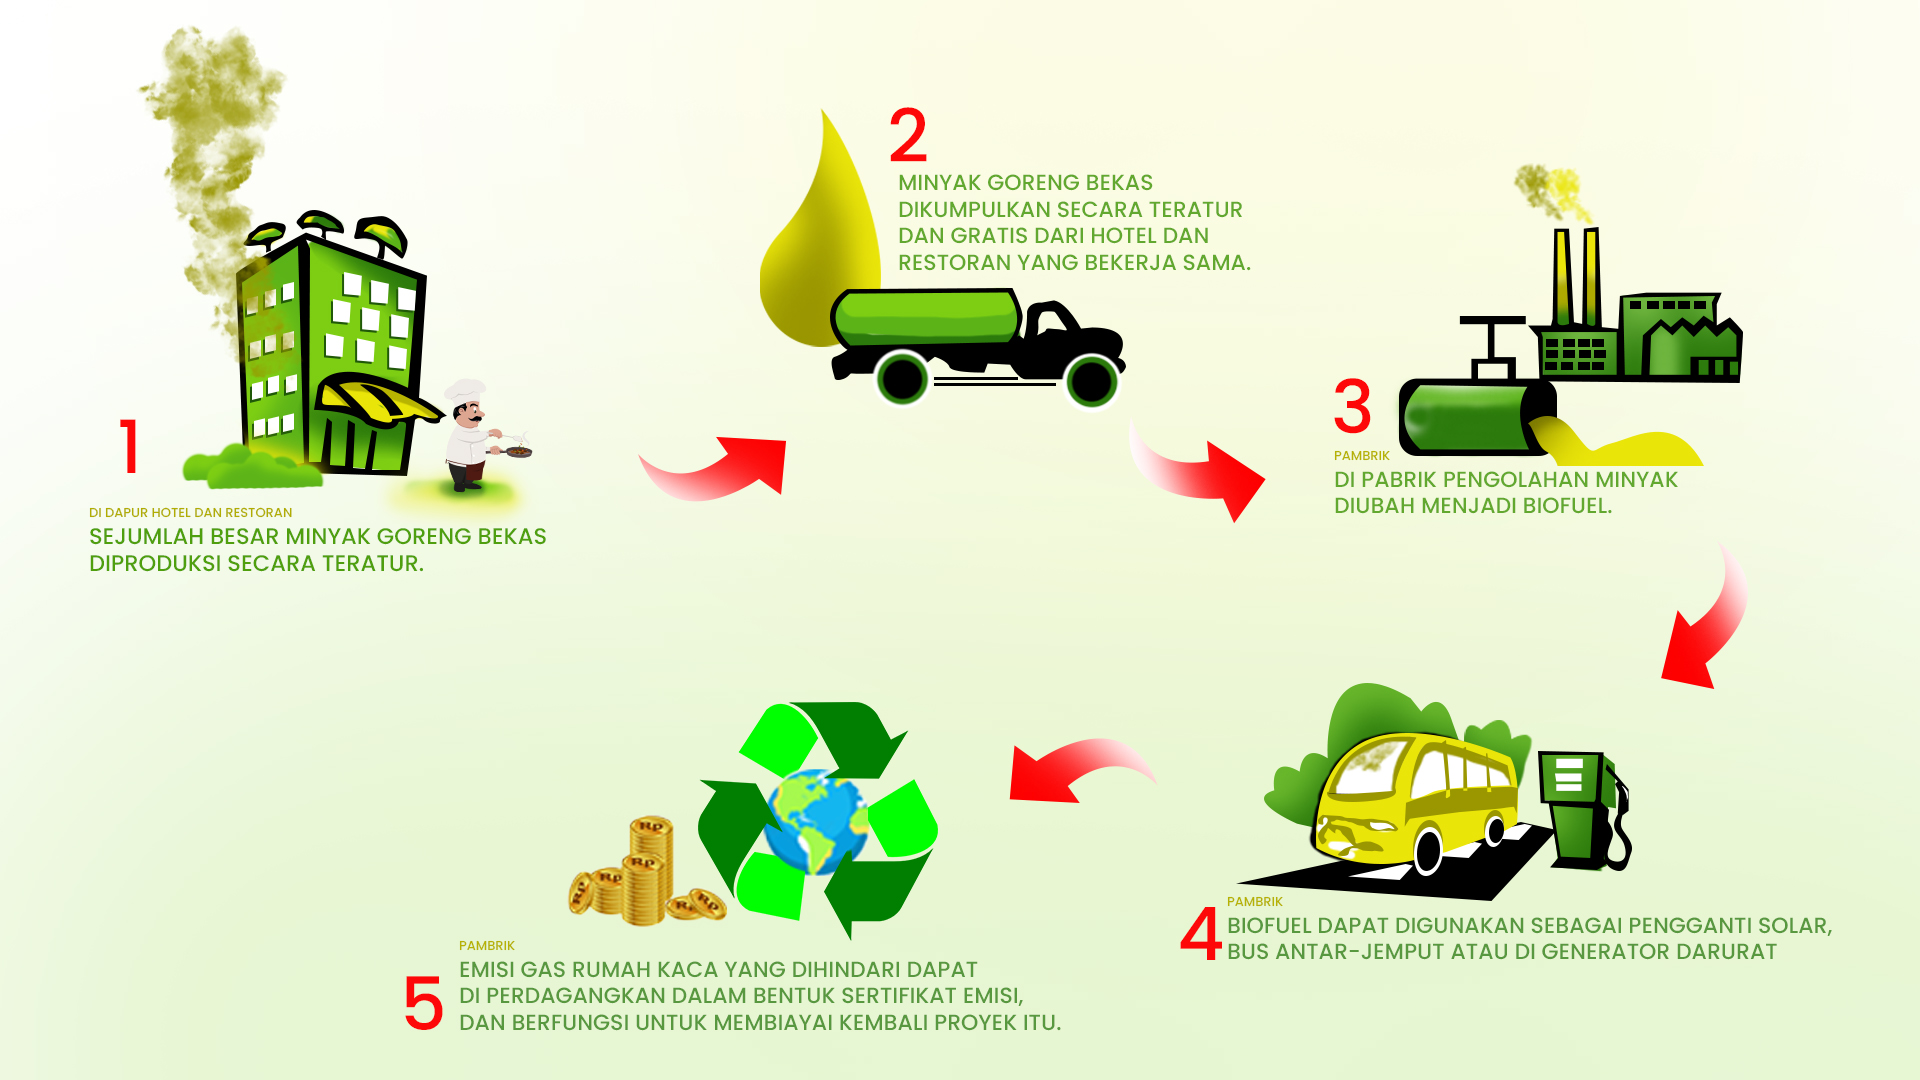 1
DI DAPUR HOTEL DAN RESTORAN
SEJUMLAH BESAR MINYAK GORENG BEKAS
DIPRODUKSI SECARA TERATUR.
2
MINYAK GORENG BEKAS
DIKUMPULKAN SECARA TERATUR
DAN GRATIS DARI HOTEL DAN
RESTORAN YANG BEKERJA SAMA.
3
PAMBRIK
DI PABRIK PENGOLAHAN MINYAK
DIUBAH MENJADI BIOFUEL.
4
PAMBRIK
BIOFUEL DAPAT DIGUNAKAN SEBAGAI PENGGANTI SOLAR,
BUS ANTAR-JEMPUT ATAU DI GENERATOR DARURAT
Rp
Rp
Rp
Rp
Rp
Rp
5
PAMBRIK
EMISI GAS RUMAH KACA YANG DIHINDARI DAPAT
DI PERDAGANGKAN DALAM BENTUK SERTIFIKAT EMISI,
DAN BERFUNGSI UNTUK MEMBIAYAI KEMBALI PROYEK ITU.